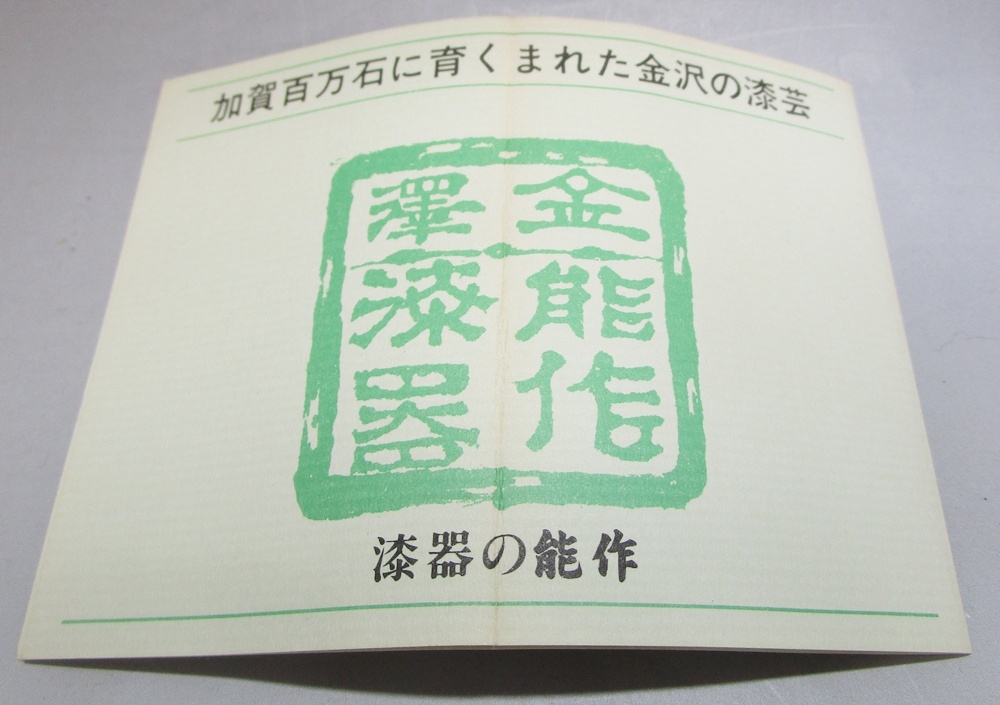 加賀百万石に育くまれた金沢の漆芸
金 澤
能 漆
作 器
漆器の能作